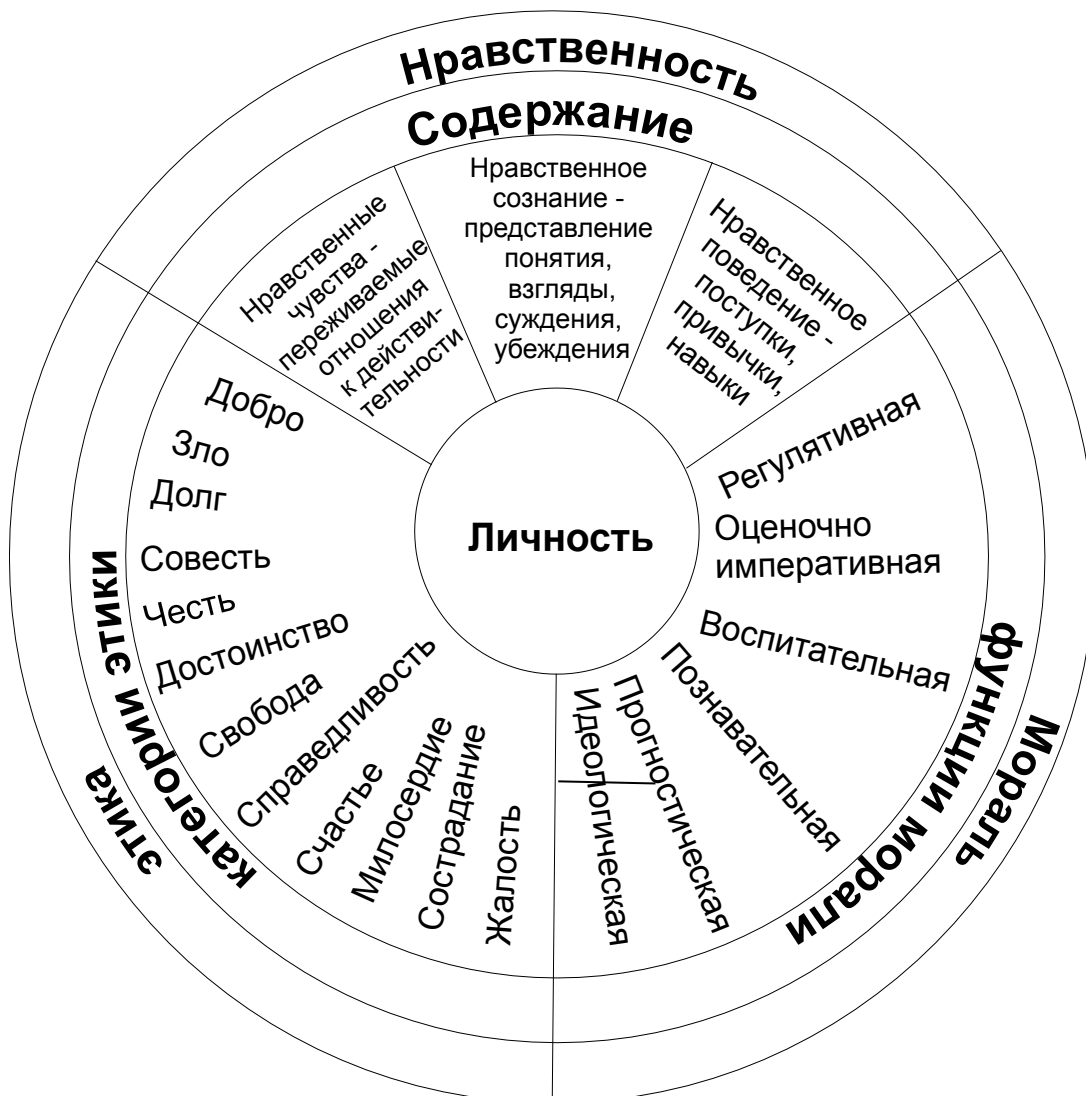 Нравственность
Содержание
Нравственные
чувства -
переживаемые
отношения
к действи-
тельности
Нравственное
сознание -
представление
понятия,
взгляды,
суждения,
убеждения
Нравственное
поведение -
поступки,
привычки,
навыки
Личность
Регулятивная
Оценочно
императивная
Воспитательная
Познавательная
Прогностическая
Идеологическая
функции морали
Мораль
Добро
Зло
Долг
Совесть
Честь
Достоинство
Свобода
Справедливость
Счастье
Милосердие
Сострадание
Жалость
категории этики
этика